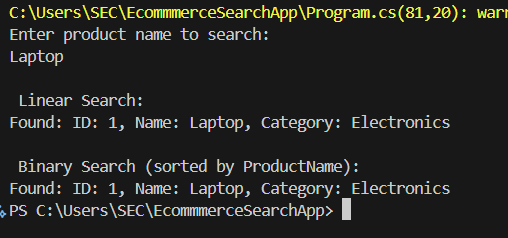 C:\Users\SEC\EcommmerceSearchApp\Program.cs(81,20): warn
Enter product name to search:
Laptop
Linear Search:
Found: ID: 1, Name: Laptop, Category: Electronics
Binary Search (sorted by ProductName):
Found: ID: 1, Name: Laptop, Category: Electronics
PS C:\Users\SEC\EcommmerceSearchApp>